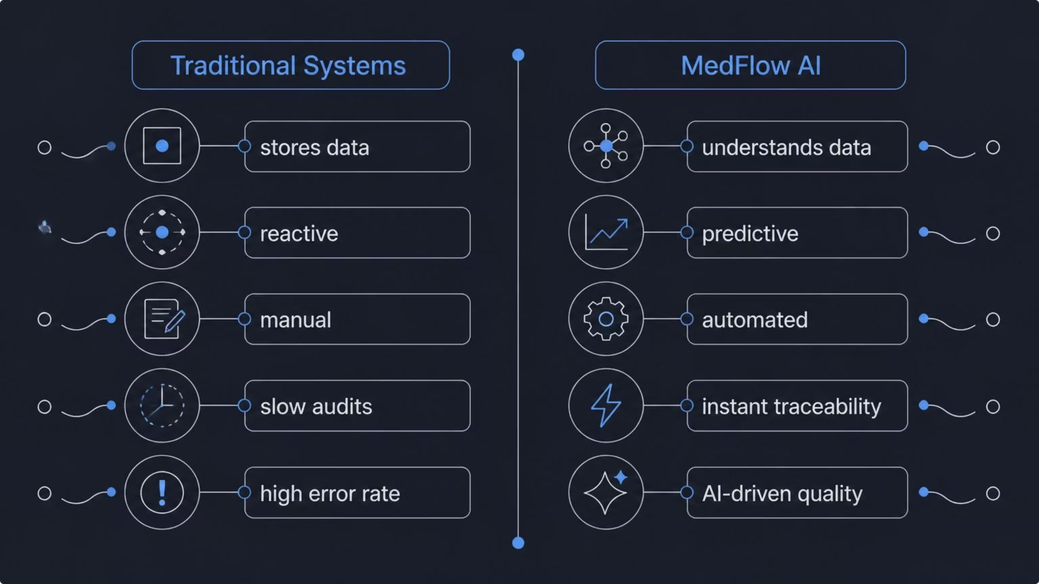 Traditional Systems
stores data
reactive
manual
slow audits
high error rate
MedFlow AI
understands data
predictive
automated
instant traceability
AI-driven quality